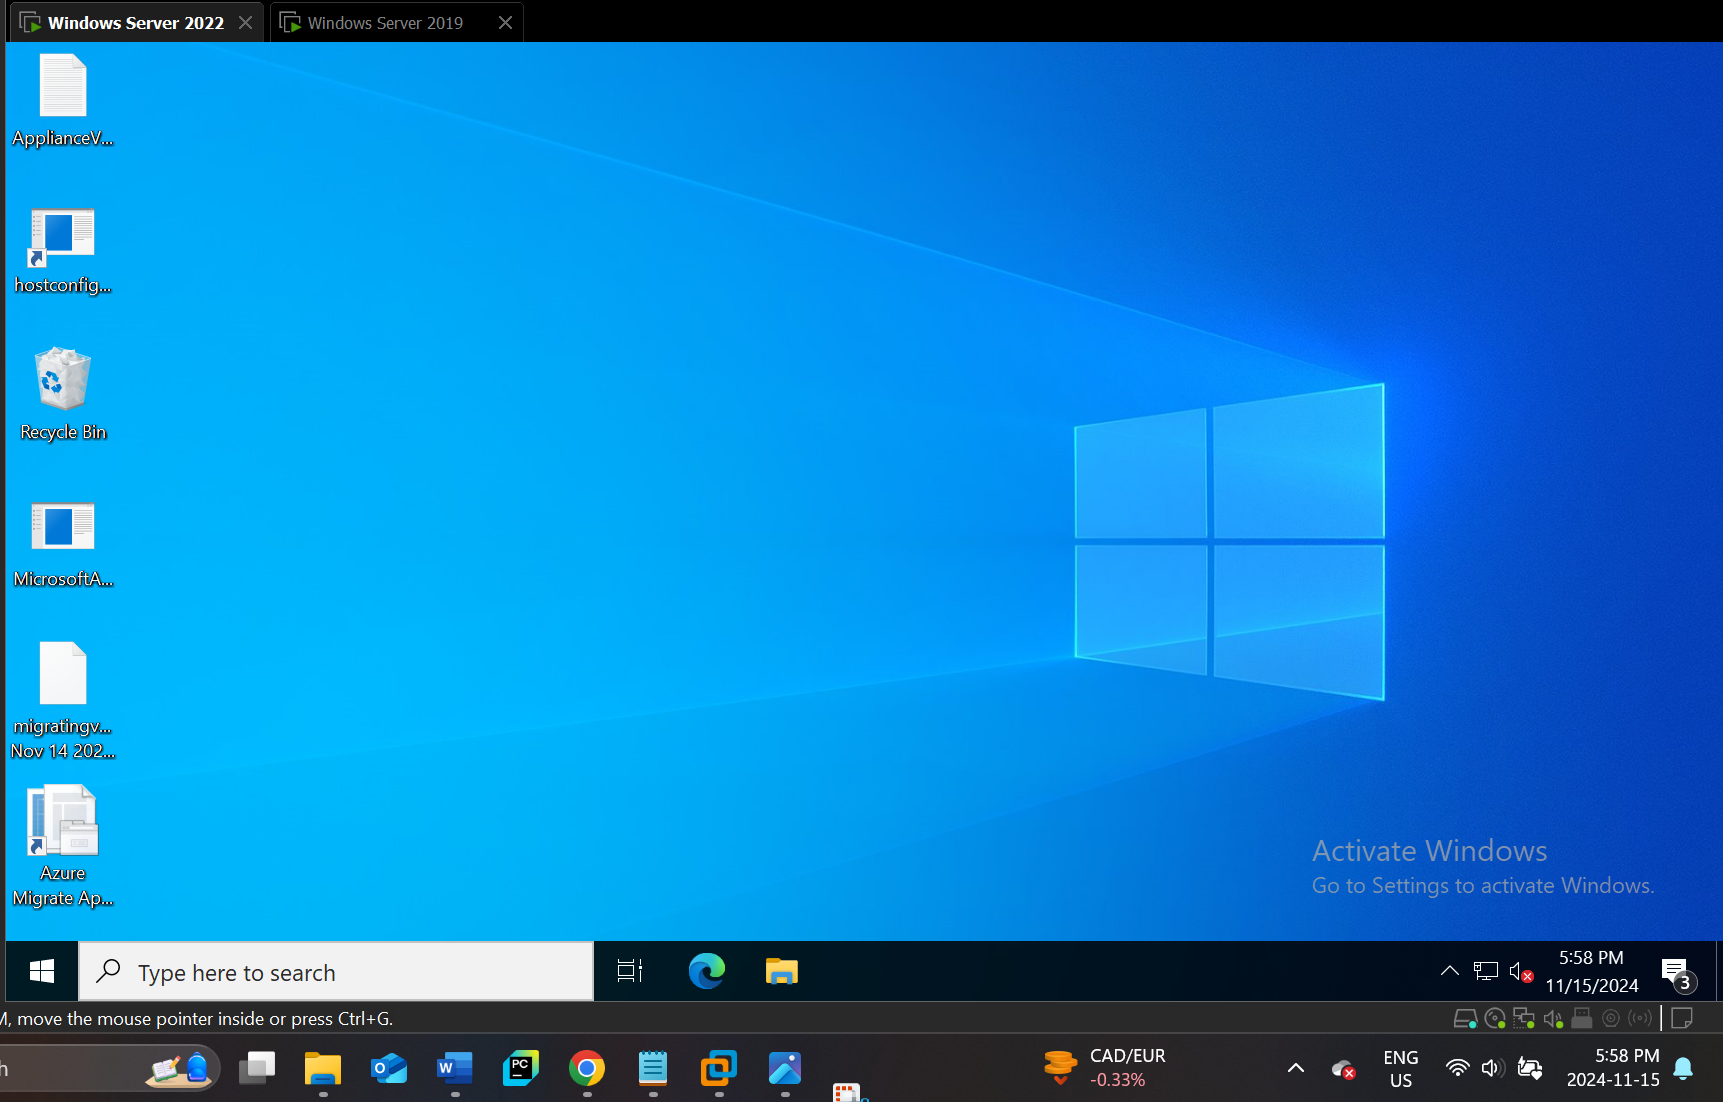 Windows Server 2022
Windows Server 2019
ApplianceV...
hostconfig...
Recycle Bin
MicrosoftA...
migratingv...
Nov 14 202...
Azure
Migrate Ap...
Activate Windows
Go to Settings to activate Windows.
Type here to search
5:58 PM
11/15/2024
3
, move the mouse pointer inside or press Ctrl+G.
h
W
PC
CAD/EUR
-0.33%
ENG
US
5:58 PM
2024-11-15